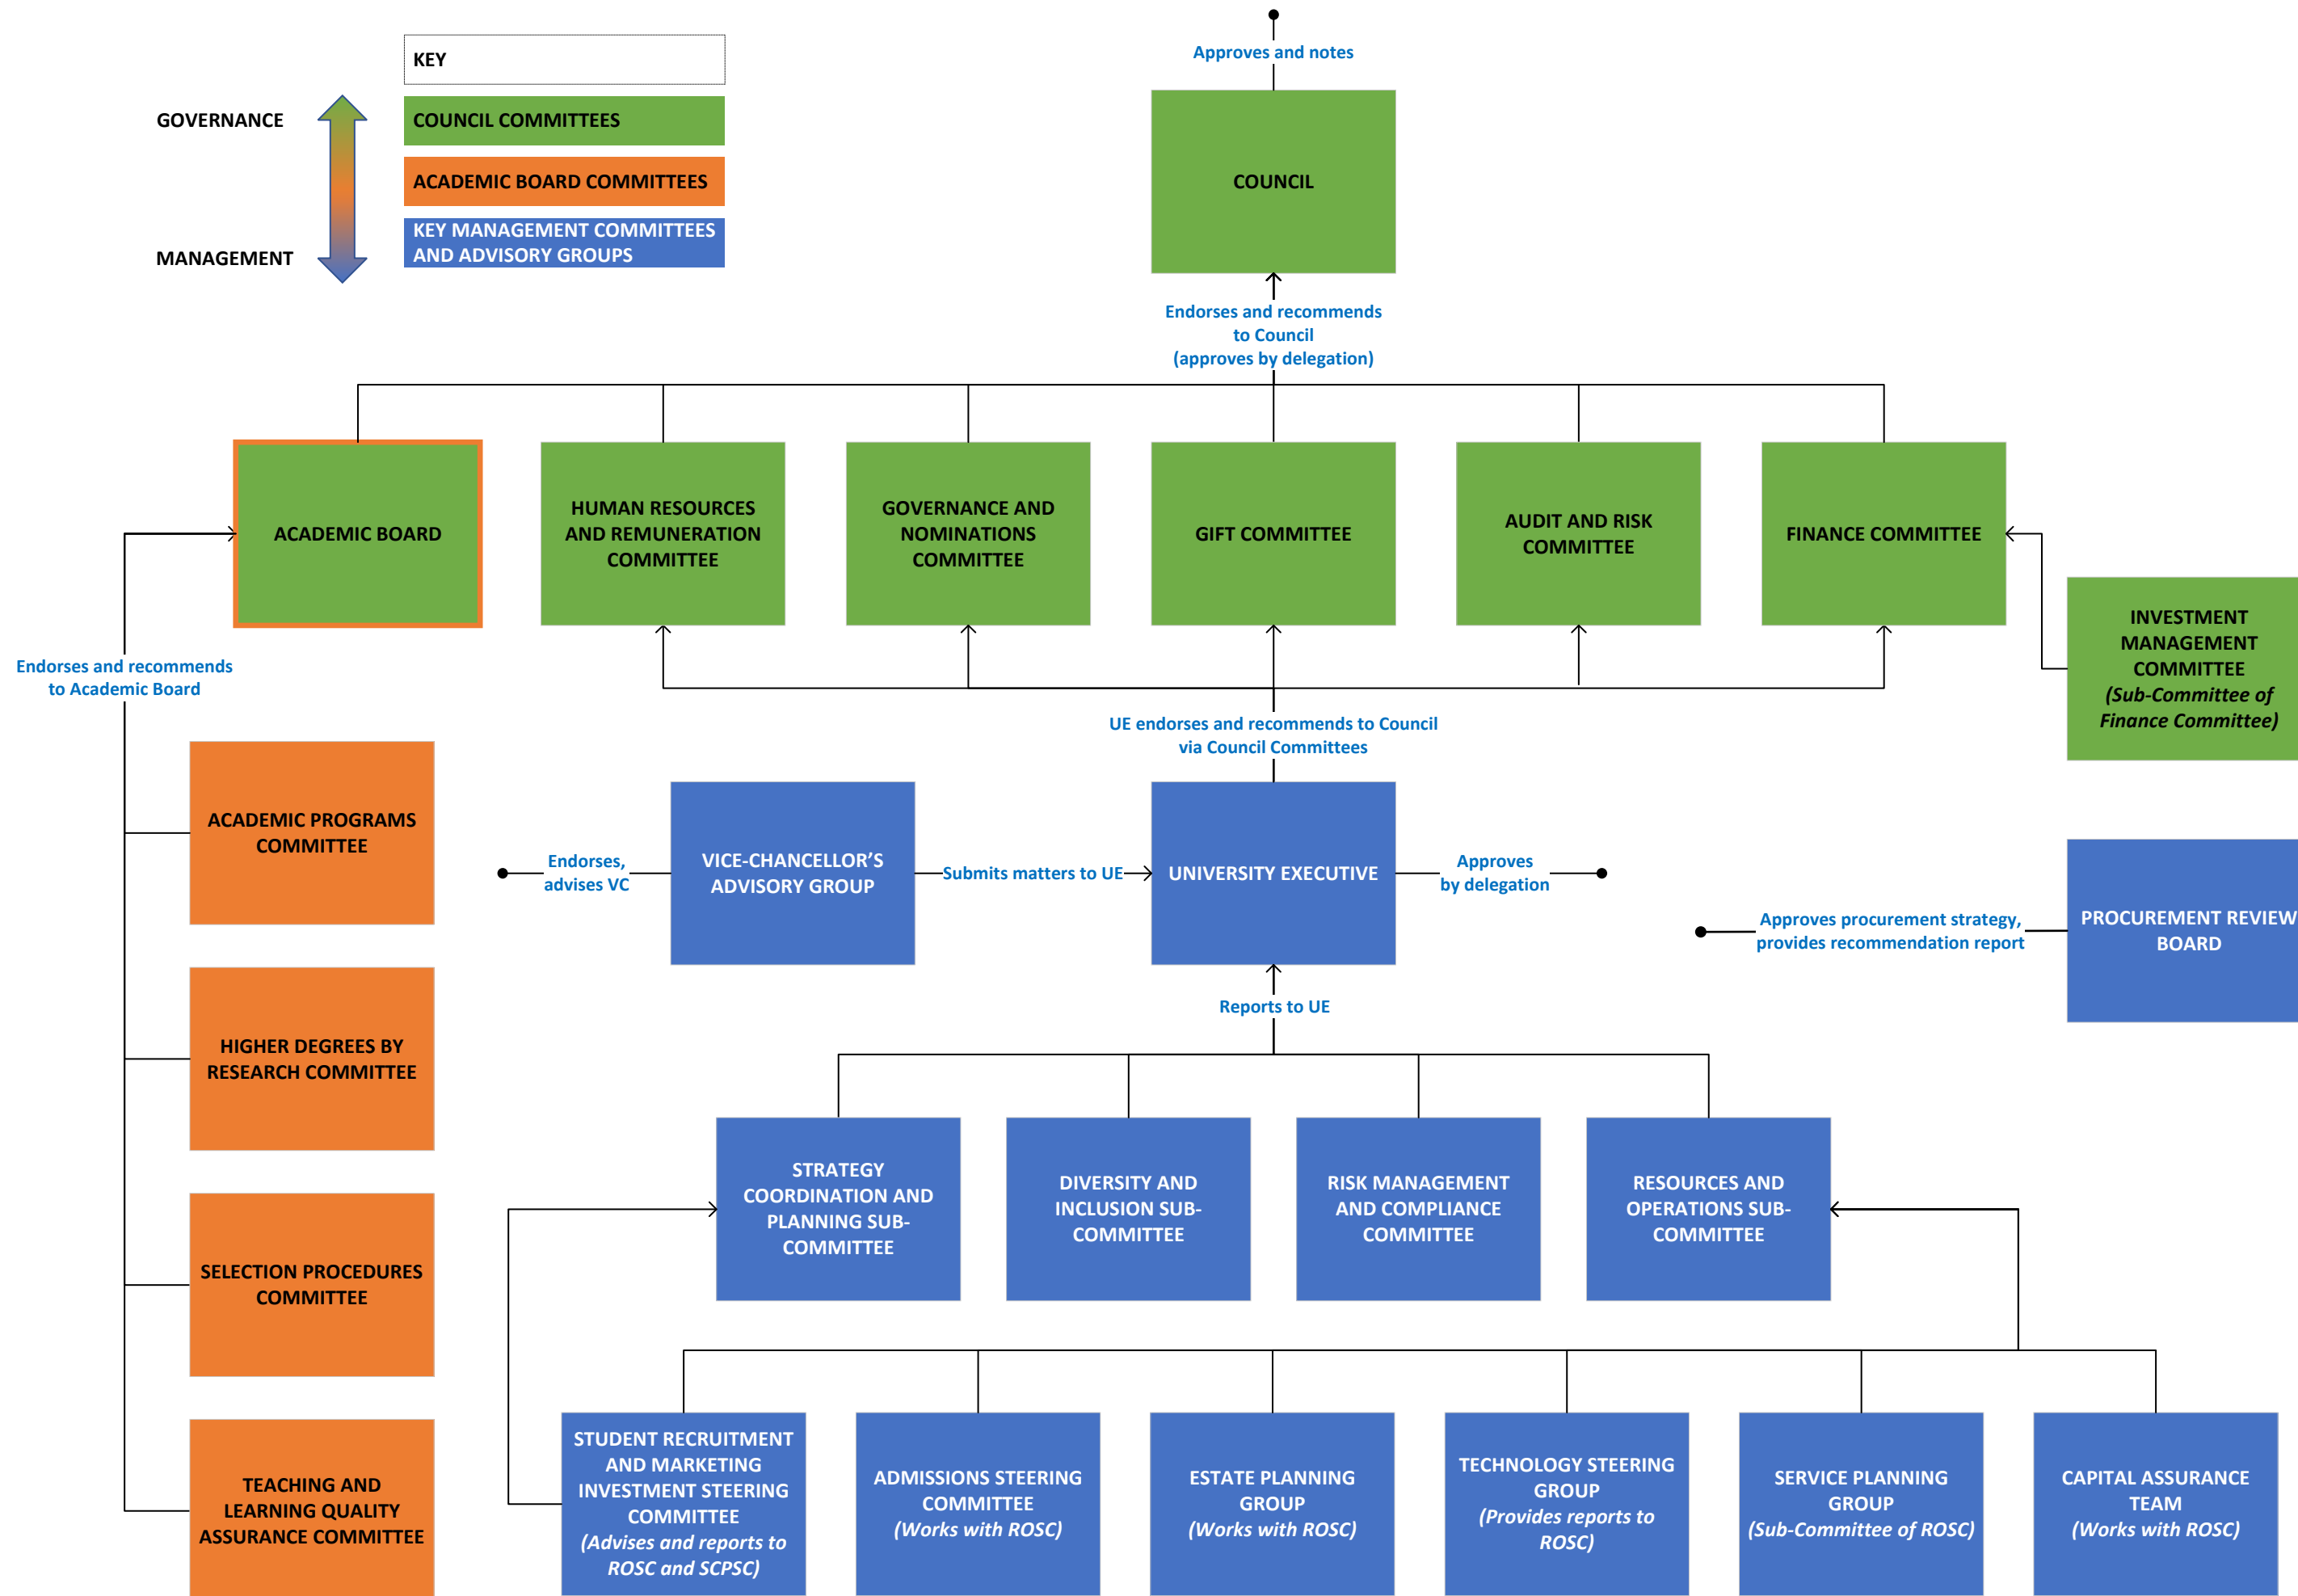 KEY
GOVERNANCE
COUNCIL COMMITTEES
ACADEMIC BOARD COMMITTEES
KEY MANAGEMENT COMMITTEES
AND ADVISORY GROUPS
MANAGEMENT
Approves and notes
COUNCIL
Endorses and recommends
to Council
(approves by delegation)
ACADEMIC BOARD
HUMAN RESOURCES
AND REMUNERATION
COMMITTEE
GOVERNANCE AND
NOMINATIONS
COMMITTEE
GIFT COMMITTEE
AUDIT AND RISK
COMMITTEE
FINANCE COMMITTEE
INVESTMENT
MANAGEMENT
COMMITTEE
(Sub-Committee of
Finance Committee)
Endorses and recommends
to Academic Board
UE endorses and recommends to Council
via Council Committees
ACADEMIC PROGRAMS
COMMITTEE
Endorses,
advises VC
VICE-CHANCELLOR'S
ADVISORY GROUP
Submits matters to UE
UNIVERSITY EXECUTIVE
Approves
by delegation
Approves procurement strategy,
provides recommendation report
PROCUREMENT REVIEW
BOARD
Reports to UE
HIGHER DEGREES BY
RESEARCH COMMITTEE
STRATEGY
COORDINATION AND
PLANNING SUB-
COMMITTEE
DIVERSITY AND
INCLUSION SUB-
COMMITTEE
RISK MANAGEMENT
AND COMPLIANCE
COMMITTEE
RESOURCES AND
OPERATIONS SUB-
COMMITTEE
SELECTION PROCEDURES
COMMITTEE
TEACHING AND
LEARNING QUALITY
ASSURANCE COMMITTEE
STUDENT RECRUITMENT
AND MARKETING
INVESTMENT STEERING
COMMITTEE
(Advises and reports to
ROSC and SCPSC)
ADMISSIONS STEERING
COMMITTEE
(Works with ROSC)
ESTATE PLANNING
GROUP
(Works with ROSC)
TECHNOLOGY STEERING
GROUP
(Provides reports to
ROSC)
SERVICE PLANNING
GROUP
(Sub-Committee of ROSC)
CAPITAL ASSURANCE
TEAM
(Works with ROSC)